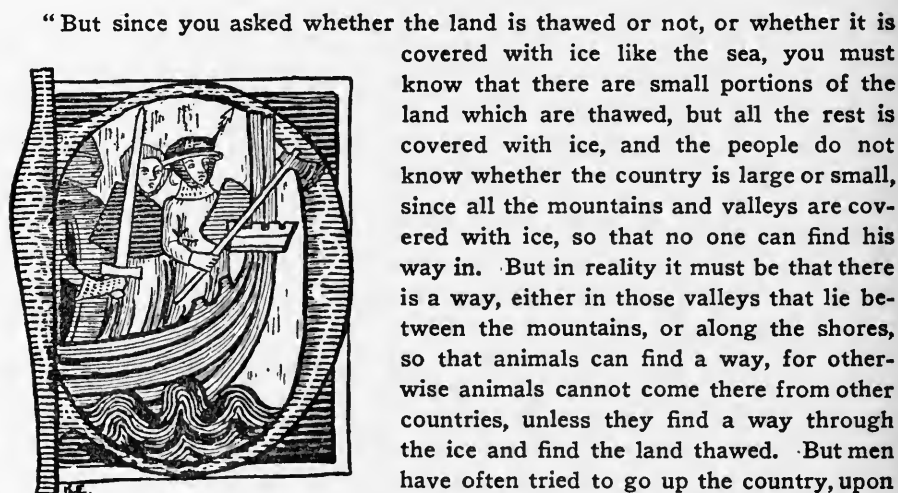 “But since you asked whether the land is thawed or not, or whether it is
covered with ice like the sea, you must
know that there are small portions of the
land which are thawed, but all the rest is
covered with ice, and the people do not
know whether the country is large or small,
since all the mountains and valleys are cov-
ered with ice, so that no one can find his
way in. But in reality it must be that there
is a way, either in those valleys that lie be-
tween the mountains, or along the shores,
so that animals can find a way, for other-
wise animals cannot come there from other
countries, unless they find a way through
the ice and find the land thawed. But men
have often tried to go up the country, upon